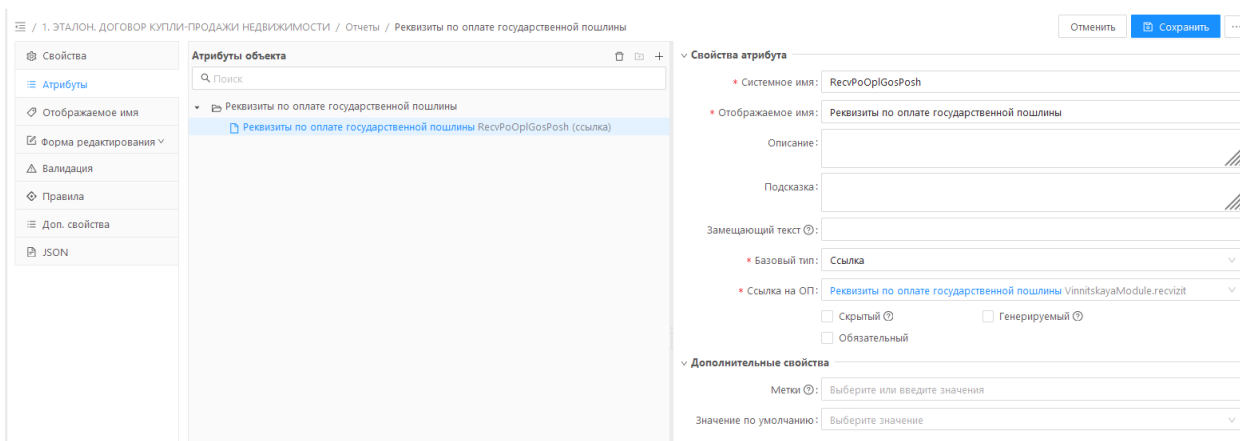 / 1. ЭТАЛОН. ДОГОВОР КУПЛИ-ПРОДАЖИ НЕДВИЖИМОСТИ / Отчеты / Реквизиты по оплате государственной пошлины
Отменить
Сохранить
Свойства
Атрибуты
Отображаемое имя
Форма редактирования
Валидация
Правила
Доп. свойства
JSON
Атрибуты объекта
Поиск
Реквизиты по оплате государственной пошлины
Реквизиты по оплате государственной пошлины RecvPoOplGosPosh (ссылка)
Свойства атрибута
* Системное имя: RecvPoOplGosPosh
* Отображаемое имя: Реквизиты по оплате государственной пошлины
Описание:
Подсказка:
Замещающий текст:
* Базовый тип: Ссылка
* Ссылка на ОП: Реквизиты по оплате государственной пошлины VinnitskayaModule.recvizit
Скрытый Генерируемый
Обязательный
Дополнительные свойства
Метки: Выберите или введите значения
Значение по умолчанию: Выберите значение